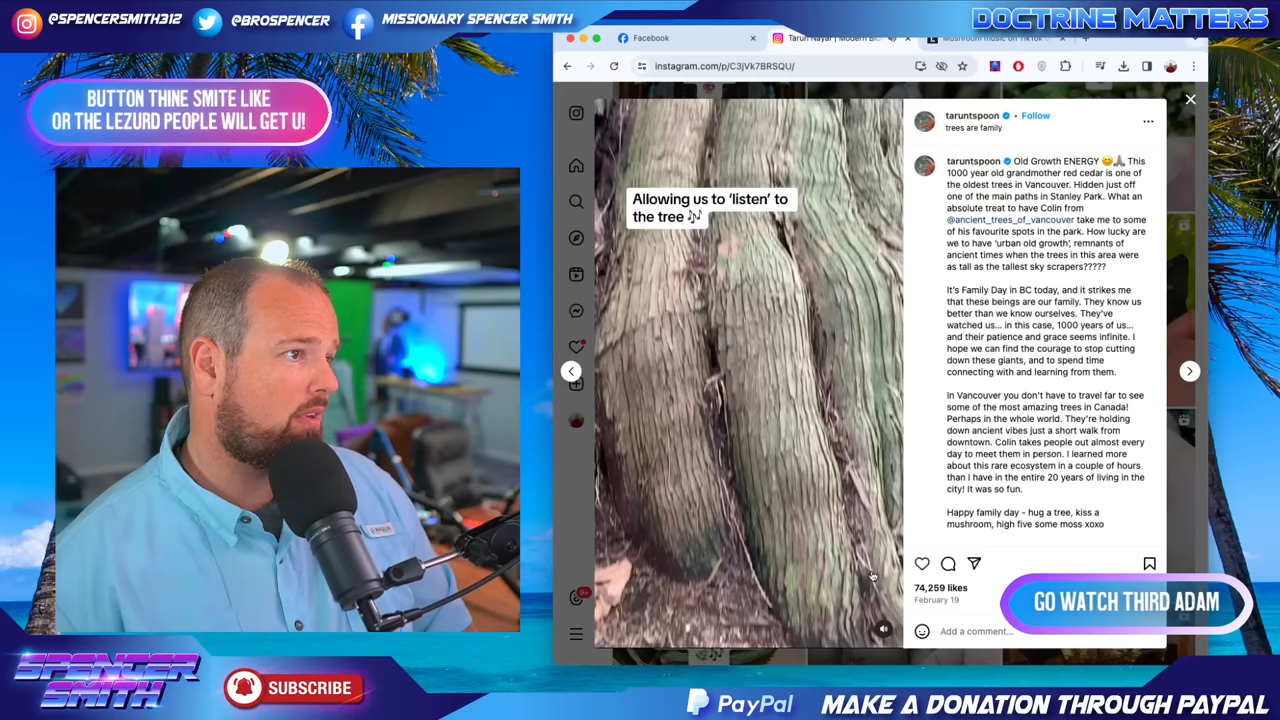 @SPENCERSMITH312
@BROSPENCER
MISSIONARY SPENCER SMITH
DOCTRINE MATTERS
BUTTON THINE SMITE LIKE
OR THE LEZURD PEOPLE WILL GET U!
Facebook
Tarun Nayar | Modern Bi
Mushroom music on TikTok
instagram.com/p/C3jVk7BRSQU/
Allowing us to ‘listen’ to
the tree 🎶
taruntspoon • Follow
trees are family
taruntspoon Old Growth ENERGY 😋🙏🏽 This
1000 year old grandmother red cedar is one of
the oldest trees in Vancouver. Hidden just off
one of the main paths in Stanley Park. What an
absolute treat to have Colin from
@ancient_trees_of_vancouver take me to some
of his favourite spots in the park. How lucky are
we to have ‘urban old growth’, remnants of
ancient times when the trees in this area were
as tall as the tallest sky scrapers?????
It’s Family Day in BC today, and it strikes me
that these beings are our family. They know us
better than we know ourselves. They’ve
watched us… in this case, 1000 years of us…
and their patience and grace seems infinite. I
hope we can find the courage to stop cutting
down these giants, and to spend time
connecting with and learning from them.
In Vancouver you don’t have to travel far to see
some of the most amazing trees in Canada!
Perhaps in the whole world. They’re holding
down ancient vibes just a short walk from
downtown. Colin takes people out almost every
day to meet them in person. I learned more
about this rare ecosystem in a couple of hours
than I have in the entire 20 years of living in the
city! It was so fun.
Happy family day - hug a tree, kiss a
mushroom, high five some moss xoxo
9+
74,259 likes
February 19
Add a comment...
GO WATCH THIRD ADAM
SPENCER
SMITH
SUBSCRIBE
PayPal
MAKE A DONATION THROUGH PAYPAL